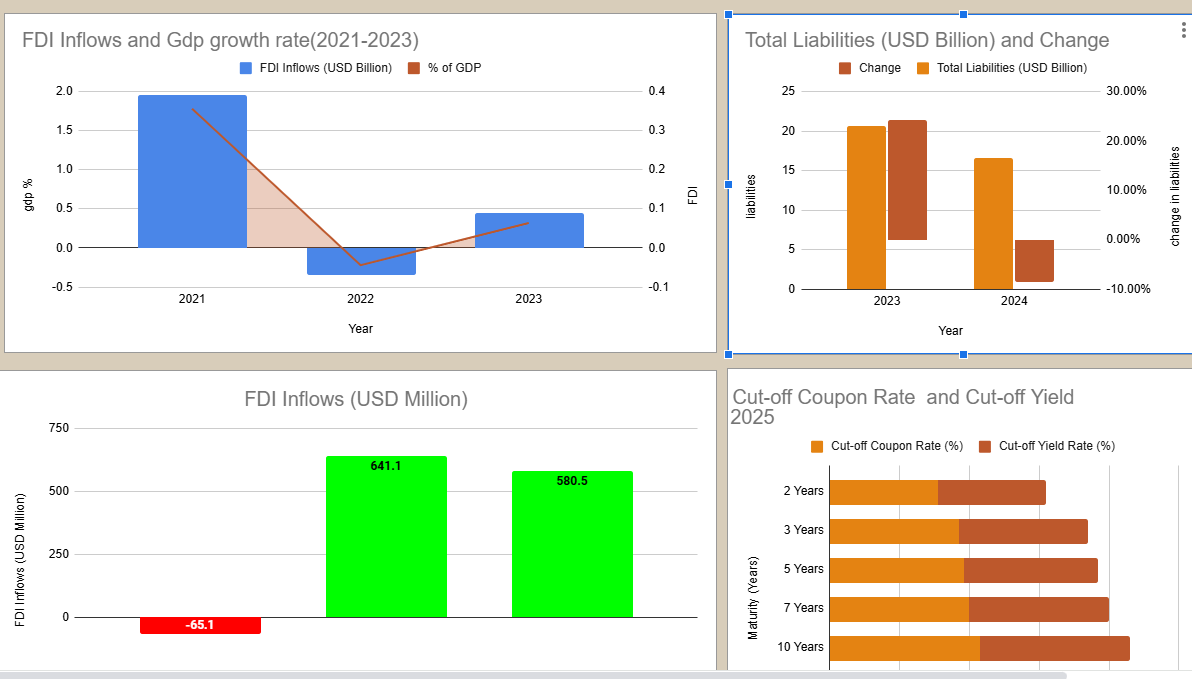 FDI Inflows and Gdp growth rate(2021-2023)
FDI Inflows (USD Billion)
% of GDP
2.0
1.5
1.0
0.5
0.0
-0.5
0.4
0.3
0.2
0.1
0.0
-0.1
gdp %
FDI
2021
2022
2023
Year
Total Liabilities (USD Billion) and Change
Change
Total Liabilities (USD Billion)
25
20
15
10
5
0
30.00%
20.00%
10.00%
0.00%
-10.00%
liabilities
change in liabilities
2023
2024
Year
FDI Inflows (USD Million)
750
500
250
0
FDI Inflows (USD Million)
-65.1
641.1
580.5
Cut-off Coupon Rate  and Cut-off Yield
2025
Cut-off Coupon Rate (%)
Cut-off Yield Rate (%)
Maturity (Years)
2 Years
3 Years
5 Years
7 Years
10 Years